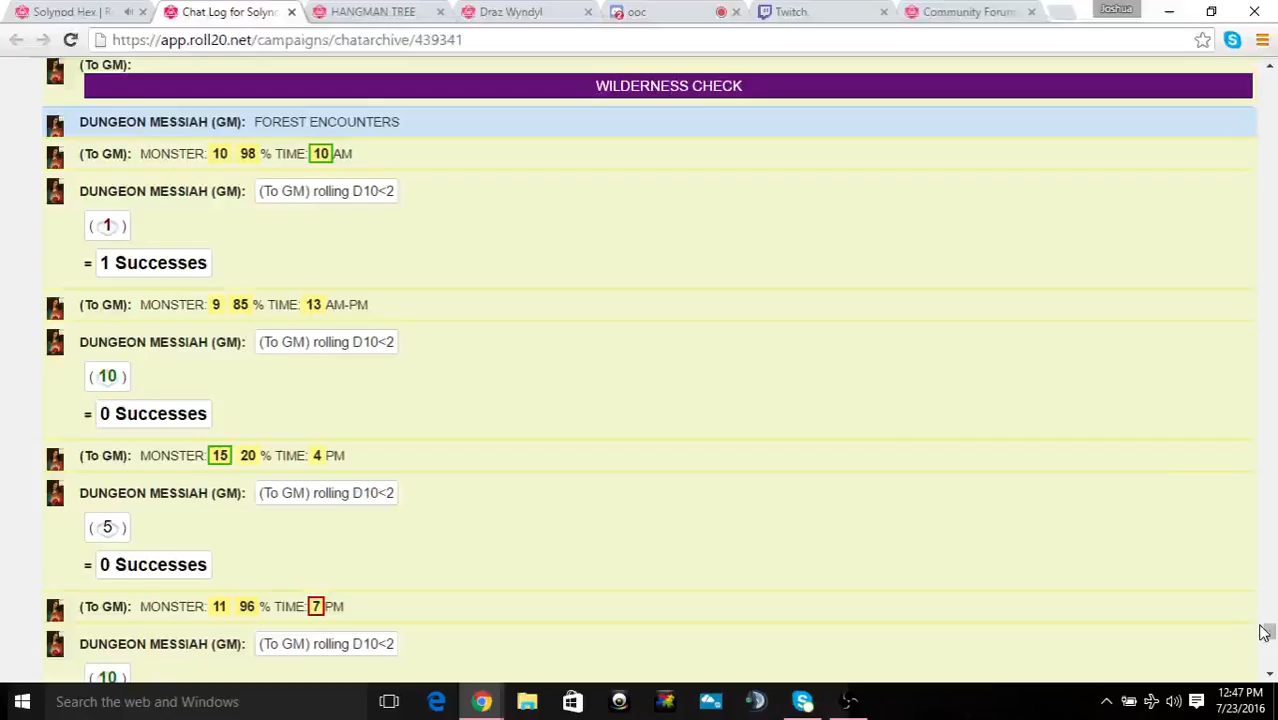 Solynod Hex | R
Chat Log for Solyno
HANGMAN TREE
Draz Wyndyl
ooc
Twitch
Community Forum
Joshua
https://app.roll20.net/campaigns/chatarchive/439341
(To GM):
WILDERNESS CHECK
DUNGEON MESSIAH (GM): FOREST ENCOUNTERS
(To GM): MONSTER: 10 98 % TIME: 10 AM
DUNGEON MESSIAH (GM): (To GM) rolling D10<2
( 1 )
= 1 Successes
(To GM): MONSTER: 9 85 % TIME: 13 AM-PM
DUNGEON MESSIAH (GM): (To GM) rolling D10<2
( 10 )
= 0 Successes
(To GM): MONSTER: 15 20 % TIME: 4 PM
DUNGEON MESSIAH (GM): (To GM) rolling D10<2
( 5 )
= 0 Successes
(To GM): MONSTER: 11 96 % TIME: 7 PM
DUNGEON MESSIAH (GM): (To GM) rolling D10<2
( 10 )
Search the web and Windows
12:47 PM
7/23/2016